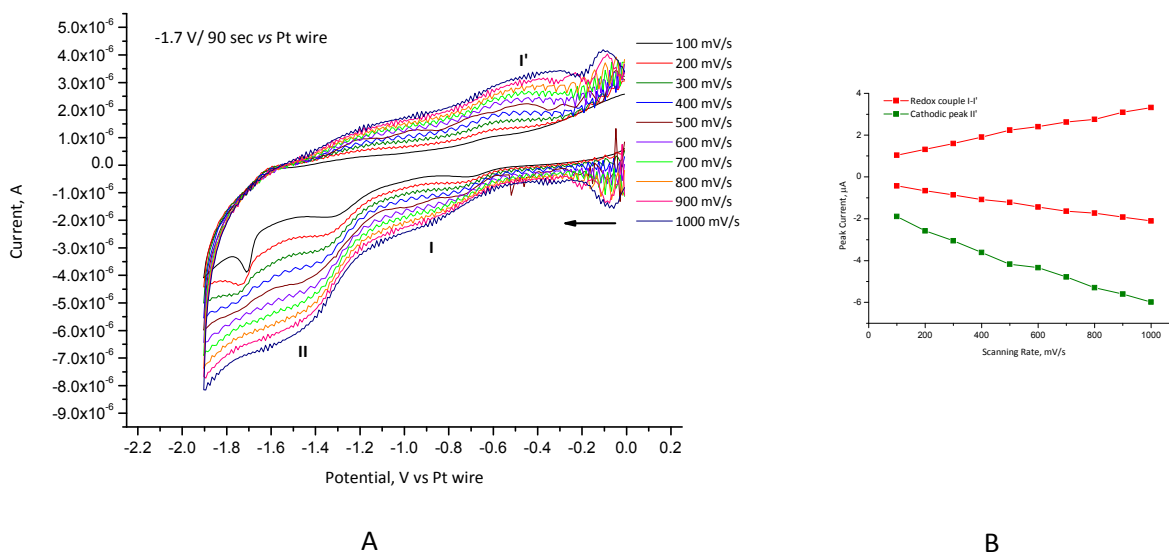 -1.7 V/ 90 sec vs Pt wire
I'
I
II
5.0x10⁻⁶
4.0x10⁻⁶
3.0x10⁻⁶
2.0x10⁻⁶
1.0x10⁻⁶
0.0
-1.0x10⁻⁶
-2.0x10⁻⁶
-3.0x10⁻⁶
-4.0x10⁻⁶
-5.0x10⁻⁶
-6.0x10⁻⁶
-7.0x10⁻⁶
-8.0x10⁻⁶
-9.0x10⁻⁶
Current, A
-2.2 -2.0 -1.8 -1.6 -1.4 -1.2 -1.0 -0.8 -0.6 -0.4 -0.2 0.0 0.2
Potential, V vs Pt wire
100 mV/s
200 mV/s
300 mV/s
400 mV/s
500 mV/s
600 mV/s
700 mV/s
800 mV/s
900 mV/s
1000 mV/s
A
Redox couple I-I'
Cathodic peak II'
4
2
0
-2
-4
-6
Peak Current, µA
0 200 400 600 800 1000
Scanning Rate, mV/s
B